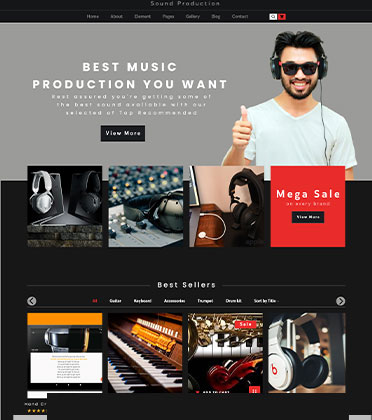 Sound Production
Home About Element Pages Gallery Blog Contact
BEST MUSIC
PRODUCTION YOU WANT
Rest assured you're getting some of
the best sound available with our
selected of Top Recommended
View More
Mega Sale
on every brand
View More
Best Sellers
All Guitar Keyboard Accessories Trumpet Drum kit Sort by Title
Sale
ADD TO CART
Hand Dr